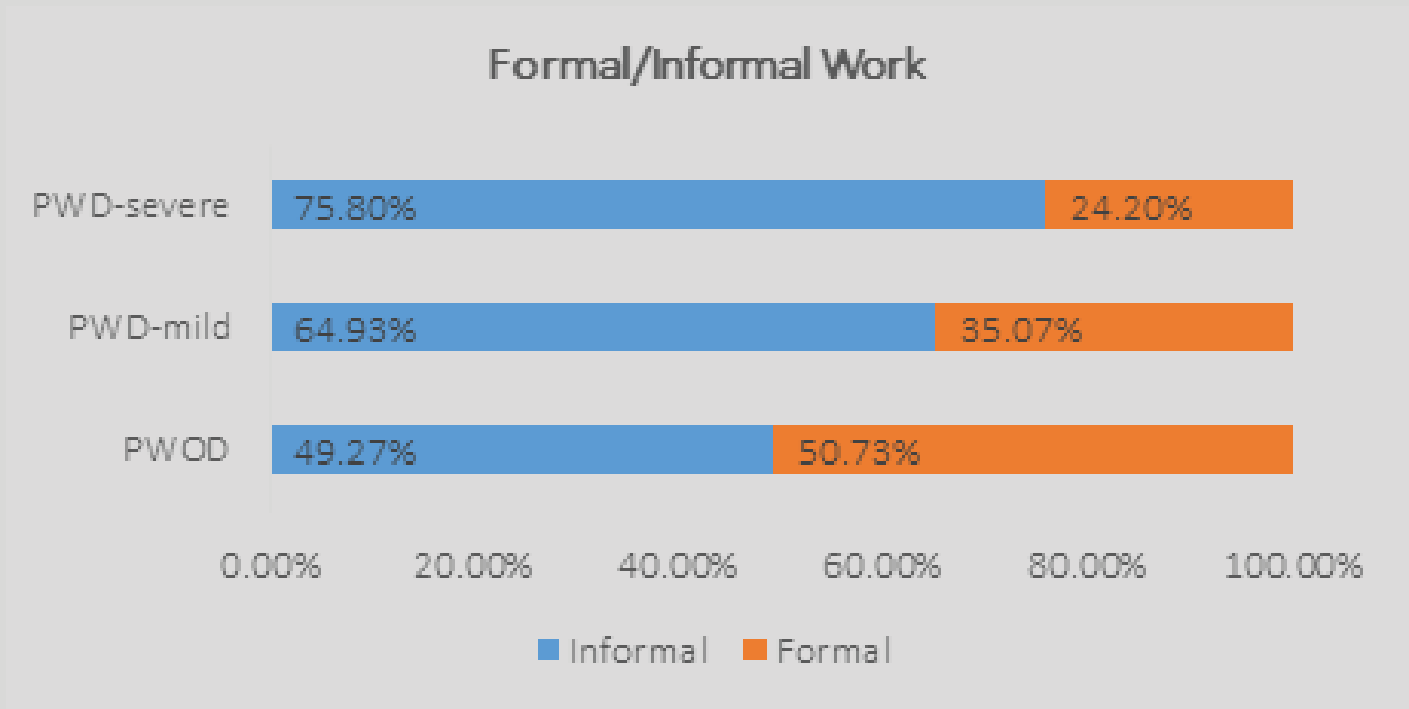 Formal/Informal Work
PWD-severe 75.80% 24.20%
PWD-mild 64.93% 35.07%
PWOD 49.27% 50.73%
0.00% 20.00% 40.00% 60.00% 80.00% 100.00%
Informal Formal